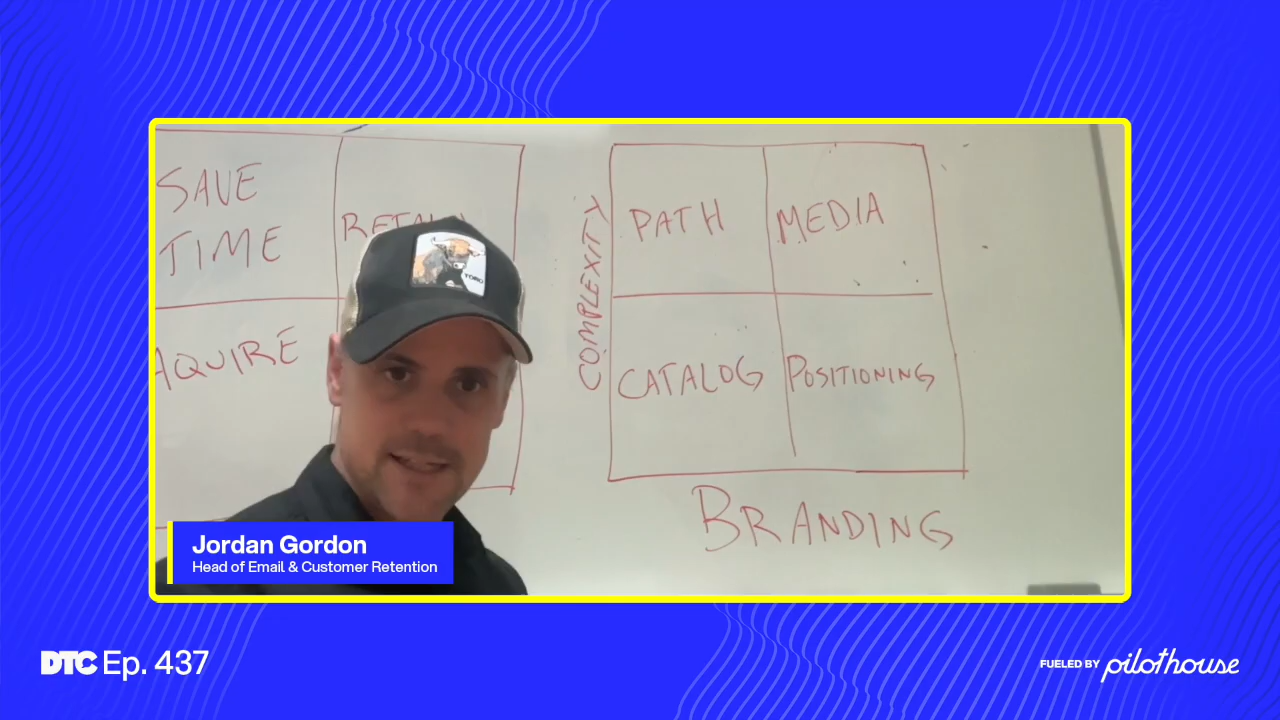 SAVE
TIME
AQUIRE
TORO
COMPLEXITY
PATH
MEDIA
CATALOG
POSITIONING
BRANDING
Jordan Gordon
Head of Email & Customer Retention
DTC Ep. 437
FUELED BY pilothouse